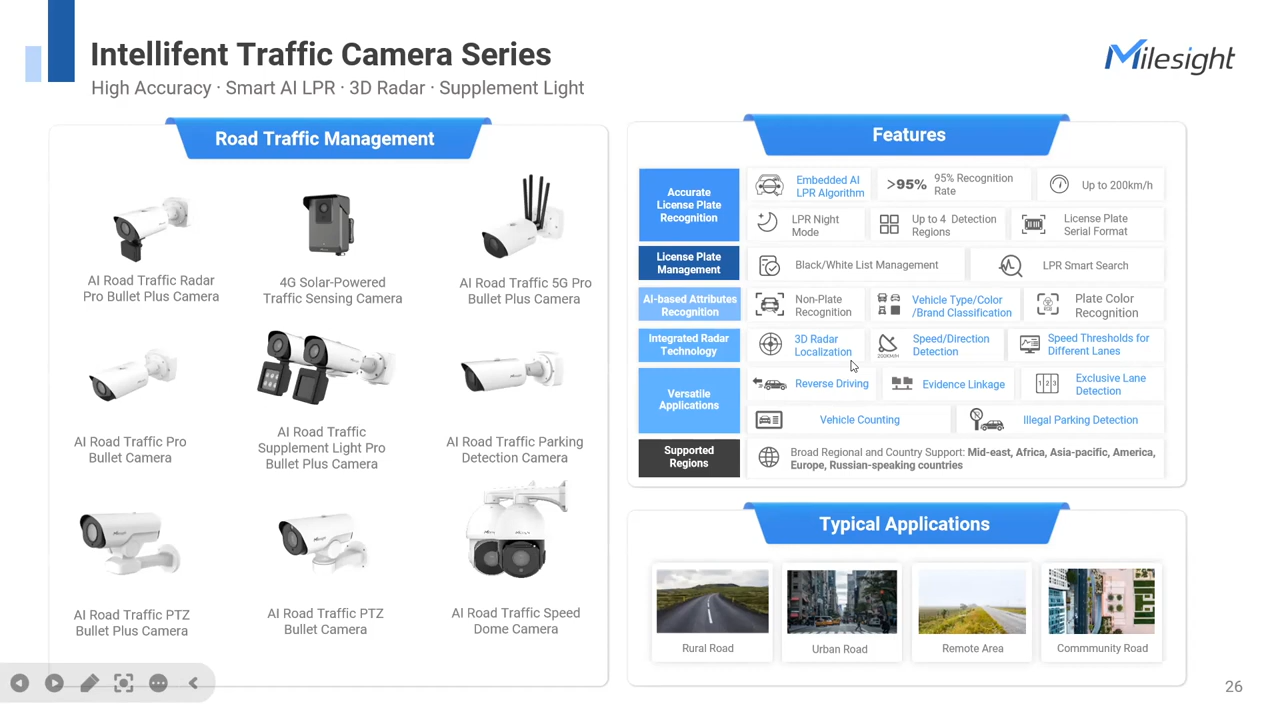 Intellifent Traffic Camera Series
Milesight
High Accuracy · Smart AI LPR · 3D Radar · Supplement Light
Road Traffic Management
AI Road Traffic Radar
Pro Bullet Plus Camera
4G Solar-Powered
Traffic Sensing Camera
AI Road Traffic 5G Pro
Bullet Plus Camera
AI Road Traffic Pro
Bullet Camera
AI Road Traffic
Supplement Light Pro
Bullet Plus Camera
AI Road Traffic Parking
Detection Camera
AI Road Traffic PTZ
Bullet Plus Camera
AI Road Traffic PTZ
Bullet Camera
AI Road Traffic Speed
Dome Camera
Features
Accurate
License Plate
Recognition
Embedded AI
LPR Algorithm
>95%
95% Recognition
Rate
Up to 200km/h
LPR Night
Mode
Up to 4 Detection
Regions
License Plate
Serial Format
License Plate
Management
Black/White List Management
LPR Smart Search
AI-based Attributes
Recognition
Non-Plate
Recognition
Vehicle Type/Color
/Brand Classification
Plate Color
Recognition
Integrated Radar
Technology
3D Radar
Localization
200KM/H
Speed/Direction
Detection
Speed Thresholds for
Different Lanes
Versatile
Applications
Reverse Driving
Evidence Linkage
1 2 3
Exclusive Lane
Detection
Vehicle Counting
Illegal Parking Detection
Supported
Regions
Broad Regional and Country Support: Mid-east, Africa, Asia-pacific, America,
Europe, Russian-speaking countries
Typical Applications
Rural Road
Urban Road
Remote Area
Commmunity Road
26